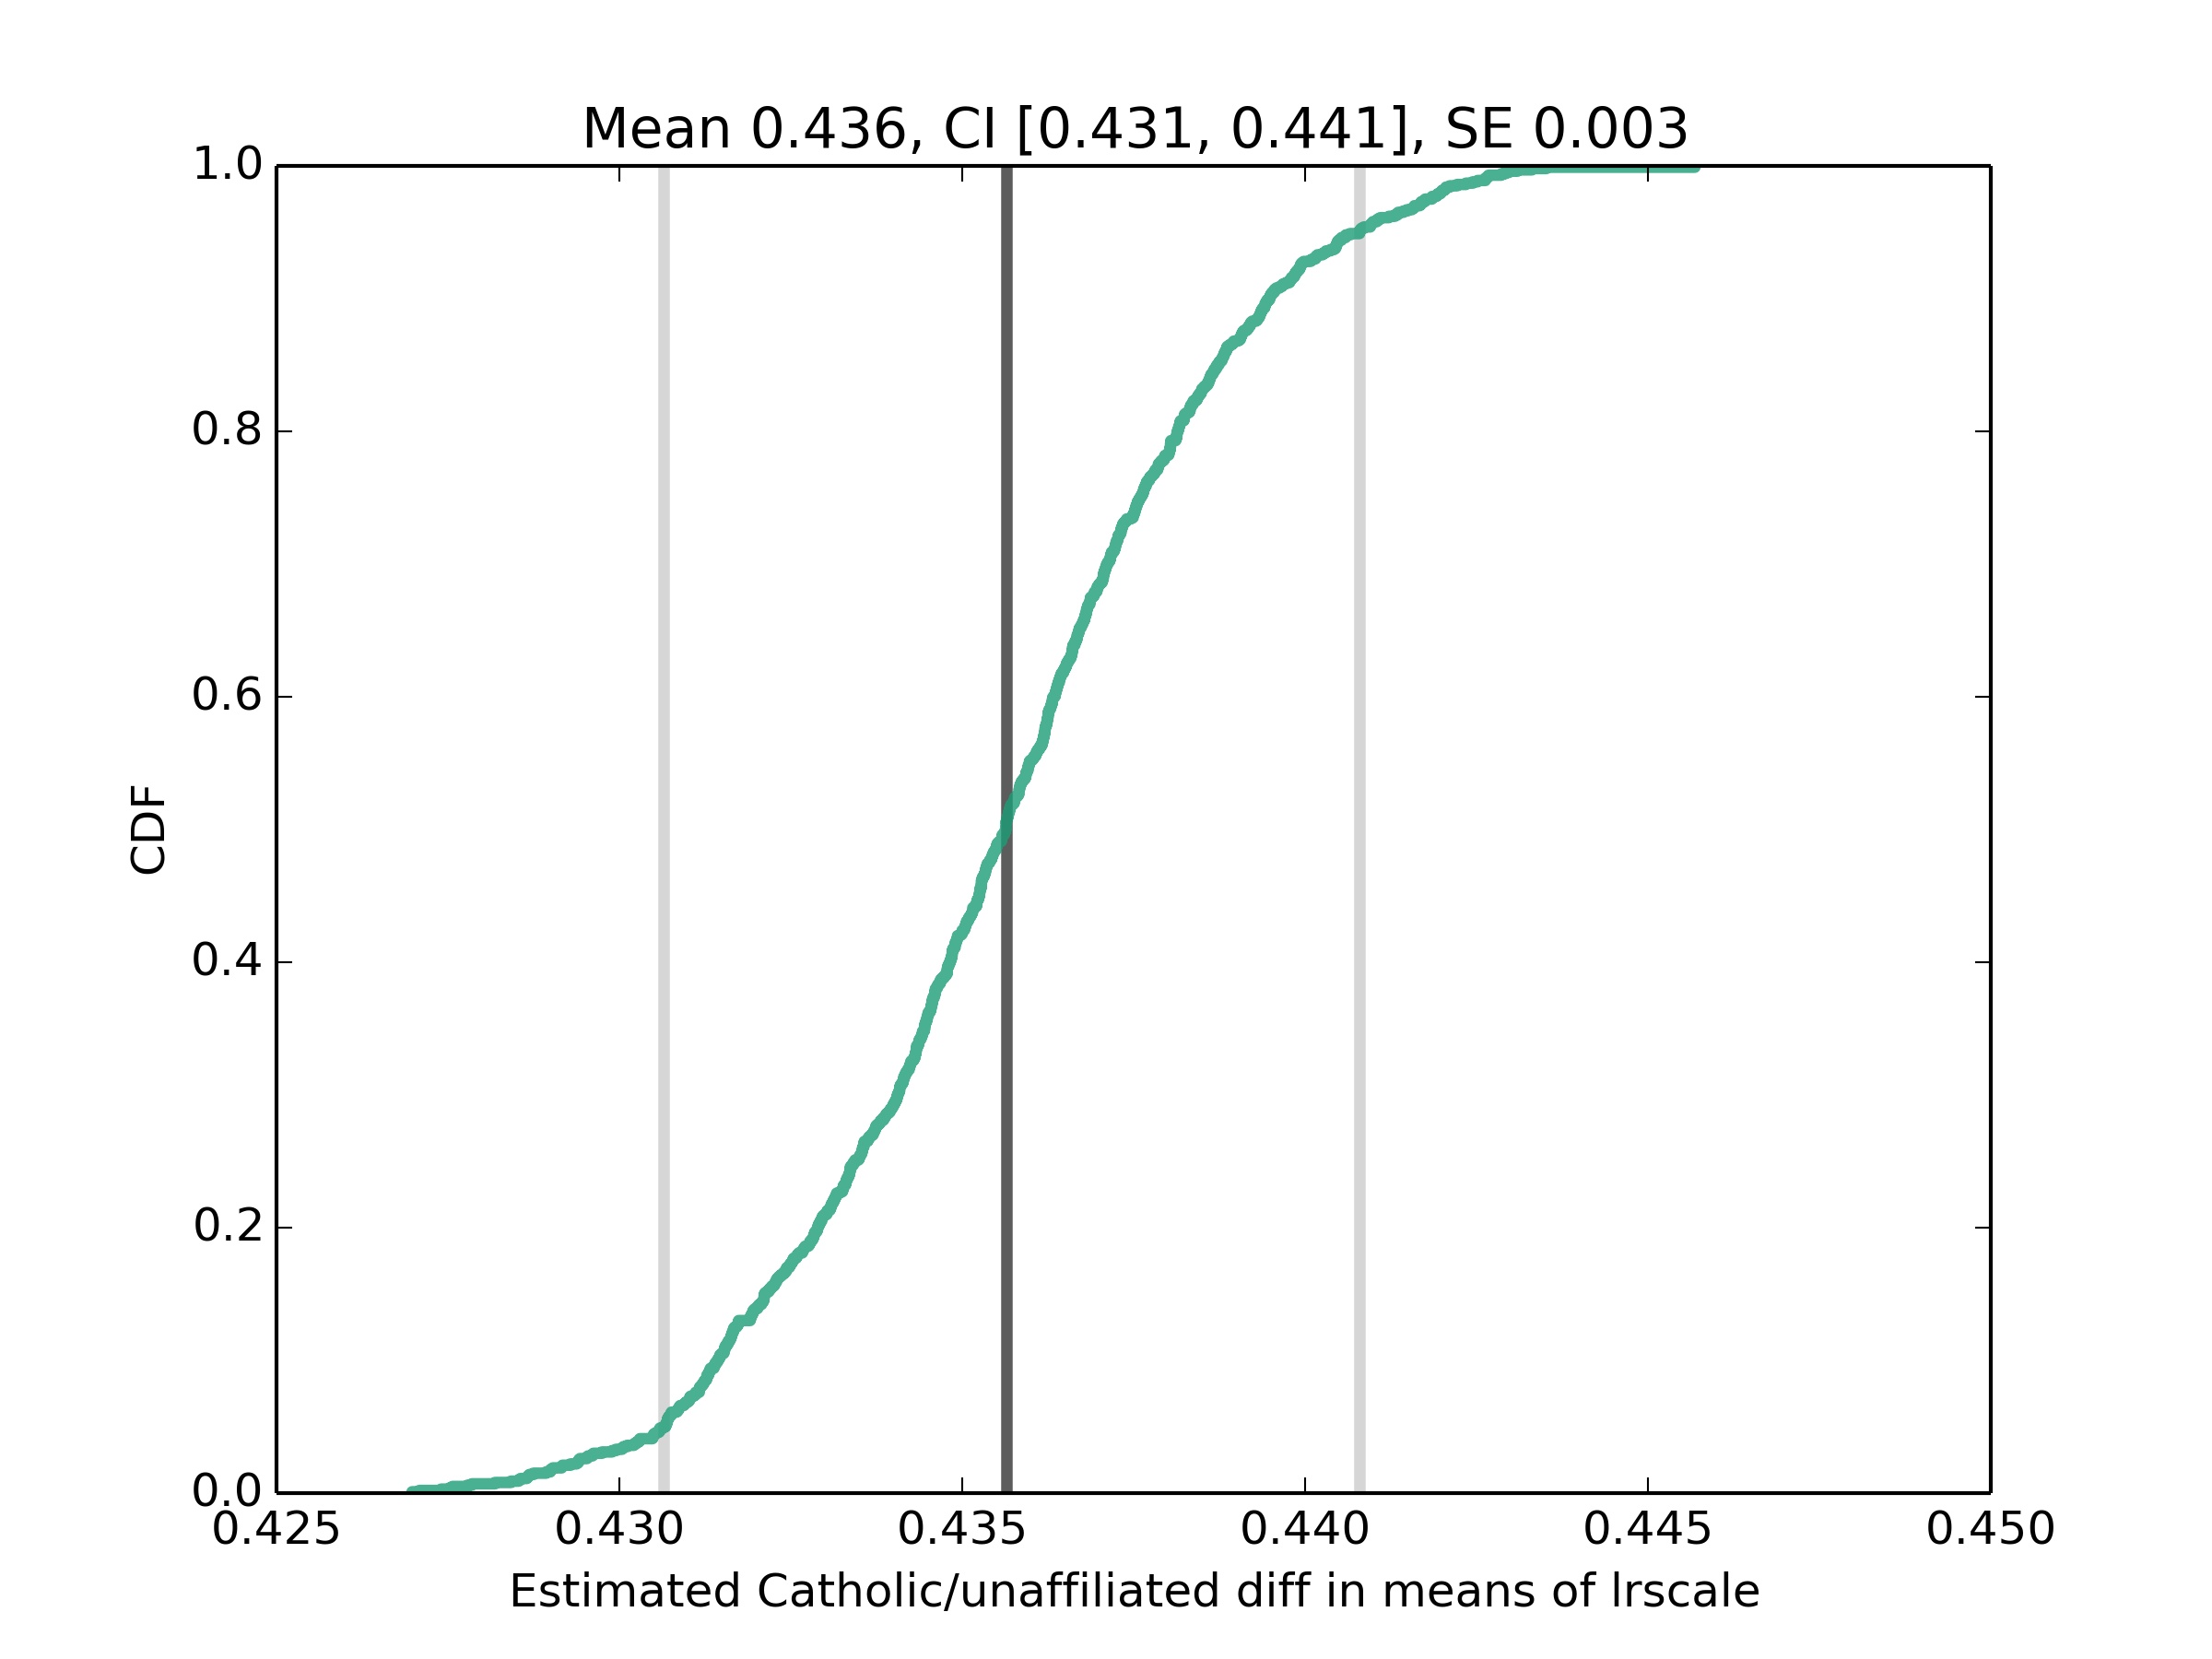 Mean 0.436, CI [0.431, 0.441], SE 0.003
1.0
0.8
0.6
0.4
0.2
0.0
CDF
0.425 0.430 0.435 0.440 0.445 0.450
Estimated Catholic/unaffiliated diff in means of lrscale